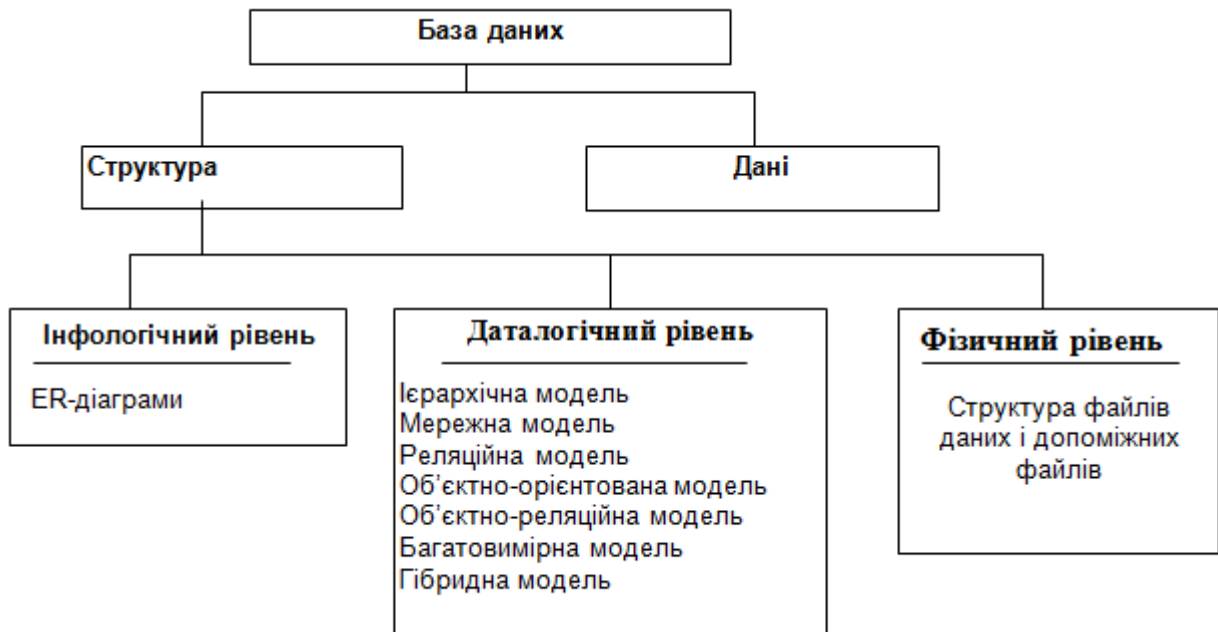 База даних
Структура
Дані
Інфологічний рівень
ER-діаграми
Даталогічний рівень
Ієрархічна модель
Мережна модель
Реляційна модель
Об’єктно-орієнтована модель
Об’єктно-реляційна модель
Багатовимірна модель
Гібридна модель
Фізичний рівень
Структура файлів
даних і допоміжних
файлів